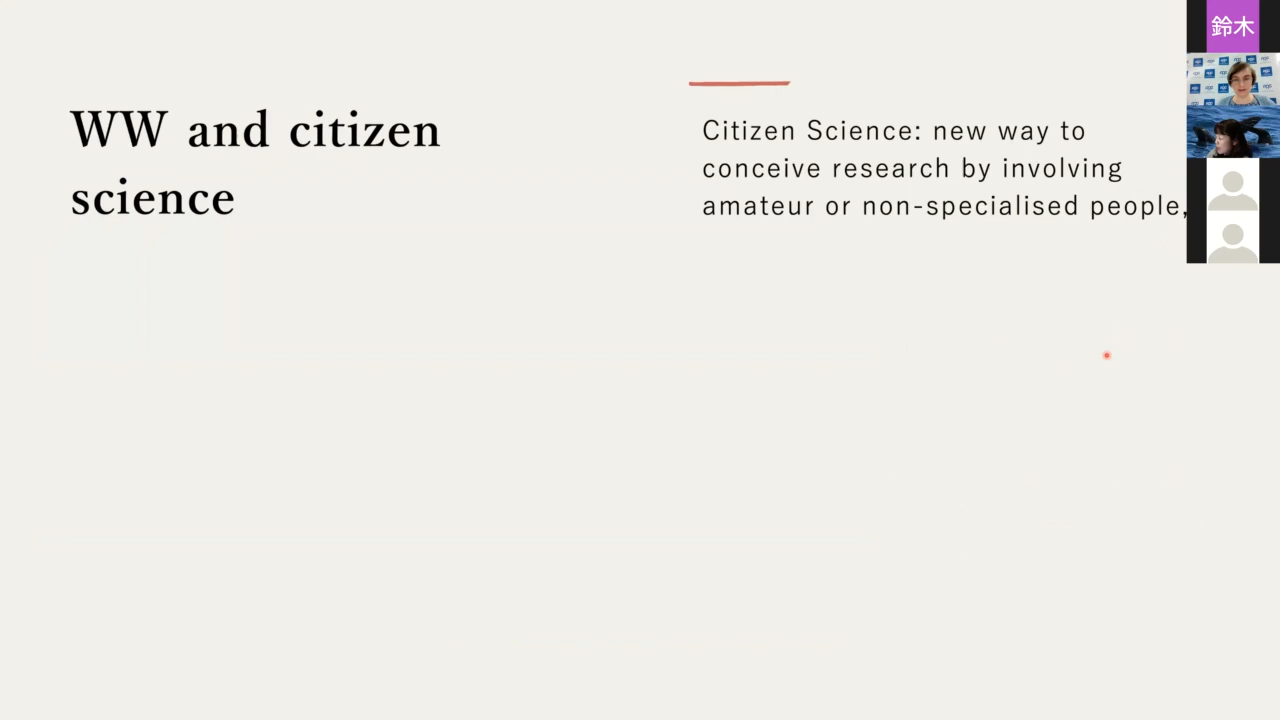 WW and citizen
science
Citizen Science: new way to
conceive research by involving
amateur or non-specialised people,
鈴木